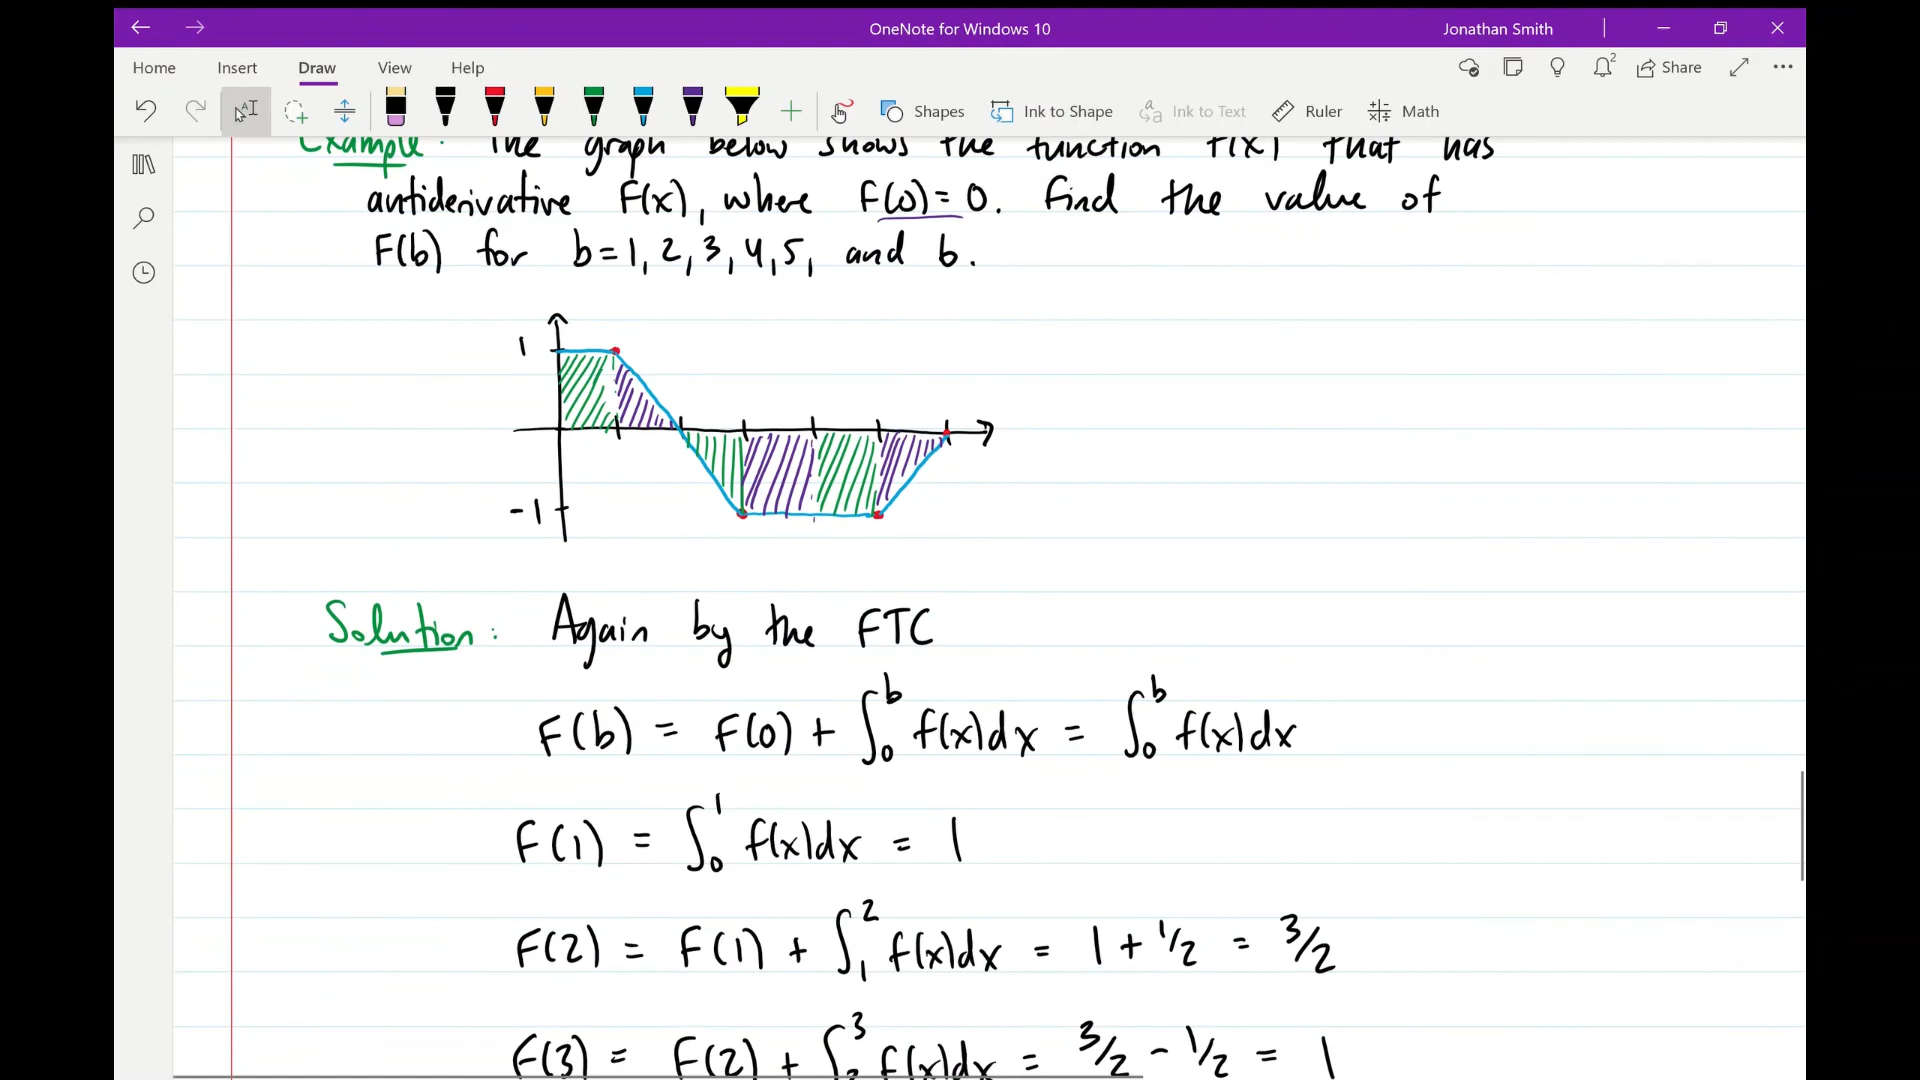 OneNote for Windows 10
Jonathan Smith
Home Insert Draw View Help
2
Share
Shapes Ink to Shape Ink to Text Ruler Math
Example: The graph below shows the function f(x) that has
antiderivative F(x), where F(0) = 0. Find the value of
F(b) for b = 1, 2, 3, 4, 5, and 6.
1
-1
Solution: Again by the FTC
F(b) = F(0) + ∫₀ᵇ f(x)dx = ∫₀ᵇ f(x)dx
F(1) = ∫₀¹ f(x)dx = 1
F(2) = F(1) + ∫₁² f(x)dx = 1 + 1/2 = 3/2
F(3) = F(2) + ∫₂³ f(x)dx = 3/2 - 1/2 = 1